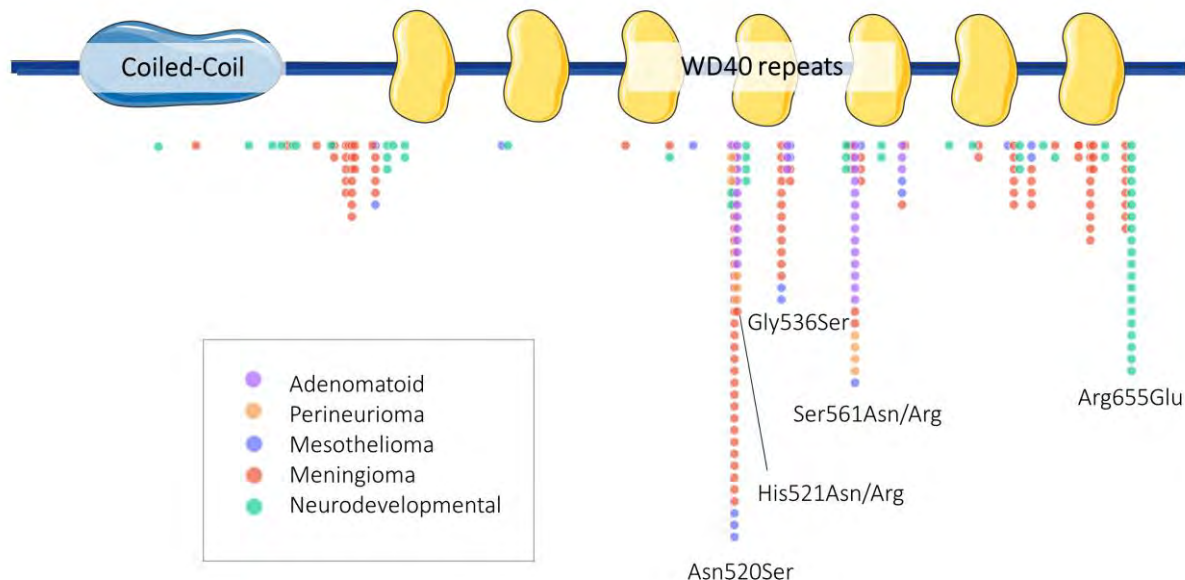 Coiled-Coil
WD40 repeats
Gly536Ser
Adenomatoid
Perineurioma
Mesothelioma
Meningioma
Neurodevelopmental
Ser561Asn/Arg
Arg655Glu
His521Asn/Arg
Asn520Ser